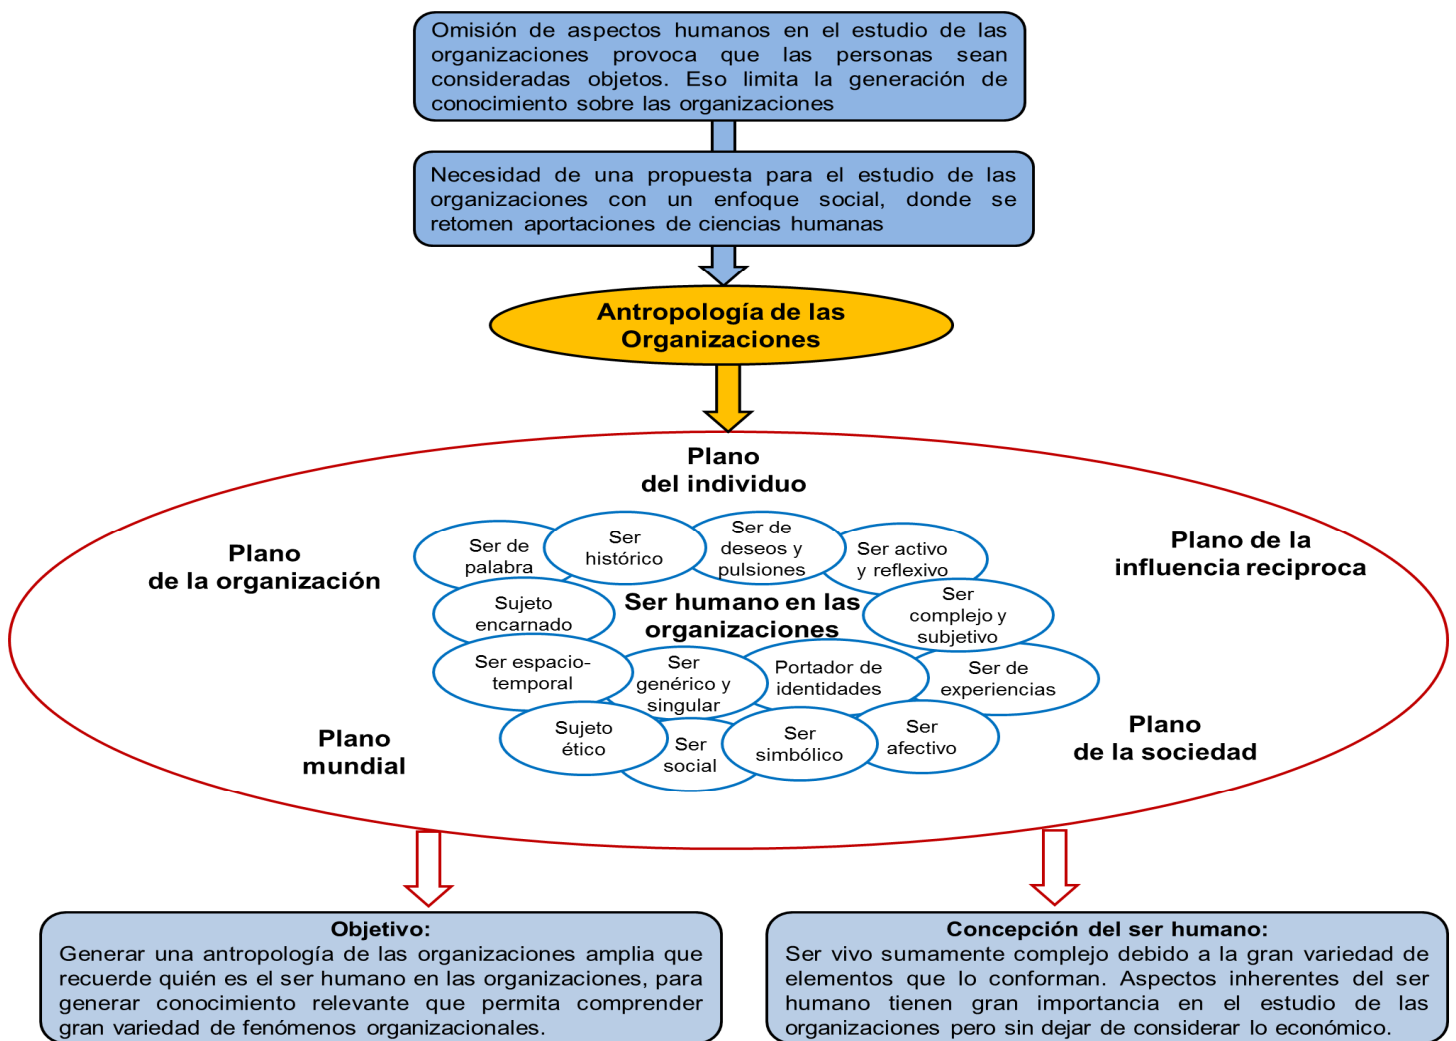 Omisión de aspectos humanos en el estudio de las
organizaciones provoca que las personas sean
consideradas objetos. Eso limita la generación de
conocimiento sobre las organizaciones
Necesidad de una propuesta para el estudio de las
organizaciones con un enfoque social, donde se
retomen aportaciones de ciencias humanas
Antropología de las
Organizaciones
Plano
del individuo
Plano
de la organización
Plano de la
influencia reciproca
Ser de
palabra
Ser
histórico
Ser de
deseos y
pulsiones
Ser activo
y reflexivo
Sujeto
encarnado
Ser humano en las
organizaciones
Ser
complejo y
subjetivo
Ser espacio-
temporal
Ser
genérico y
singular
Portador de
identidades
Ser de
experiencias
Sujeto
ético
Ser
social
Ser
simbólico
Ser
afectivo
Plano
mundial
Plano
de la sociedad
Objetivo:
Generar una antropología de las organizaciones amplia que
recuerde quién es el ser humano en las organizaciones, para
generar conocimiento relevante que permita comprender
gran variedad de fenómenos organizacionales.
Concepción del ser humano:
Ser vivo sumamente complejo debido a la gran variedad de
elementos que lo conforman. Aspectos inherentes del ser
humano tienen gran importancia en el estudio de las
organizaciones pero sin dejar de considerar lo económico.